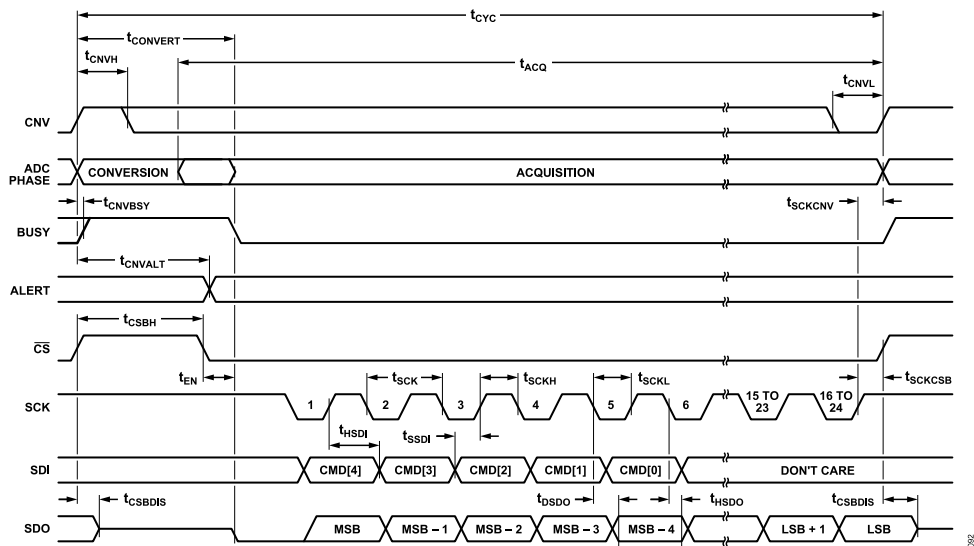 tCYC
tCONVERT
tCNVH
tACQ
tCNVL
CNV
ADC
PHASE
CONVERSION
ACQUISITION
tCNVBSY
tSCKCNV
BUSY
tCNVALT
ALERT
tCSBH
CS
tEN
tSCK
tSCKH
tSCKL
tSCKCSB
SCK
1 2 3 4 5 6 15 TO 23 16 TO 24
tHSDI
tSSDI
SDI
CMD[4] CMD[3] CMD[2] CMD[1] CMD[0] DON'T CARE
tCSBDIS
tDSDO
tHSDO
tCSBDIS
SDO
MSB MSB – 1 MSB – 2 MSB – 3 MSB – 4 LSB + 1 LSB